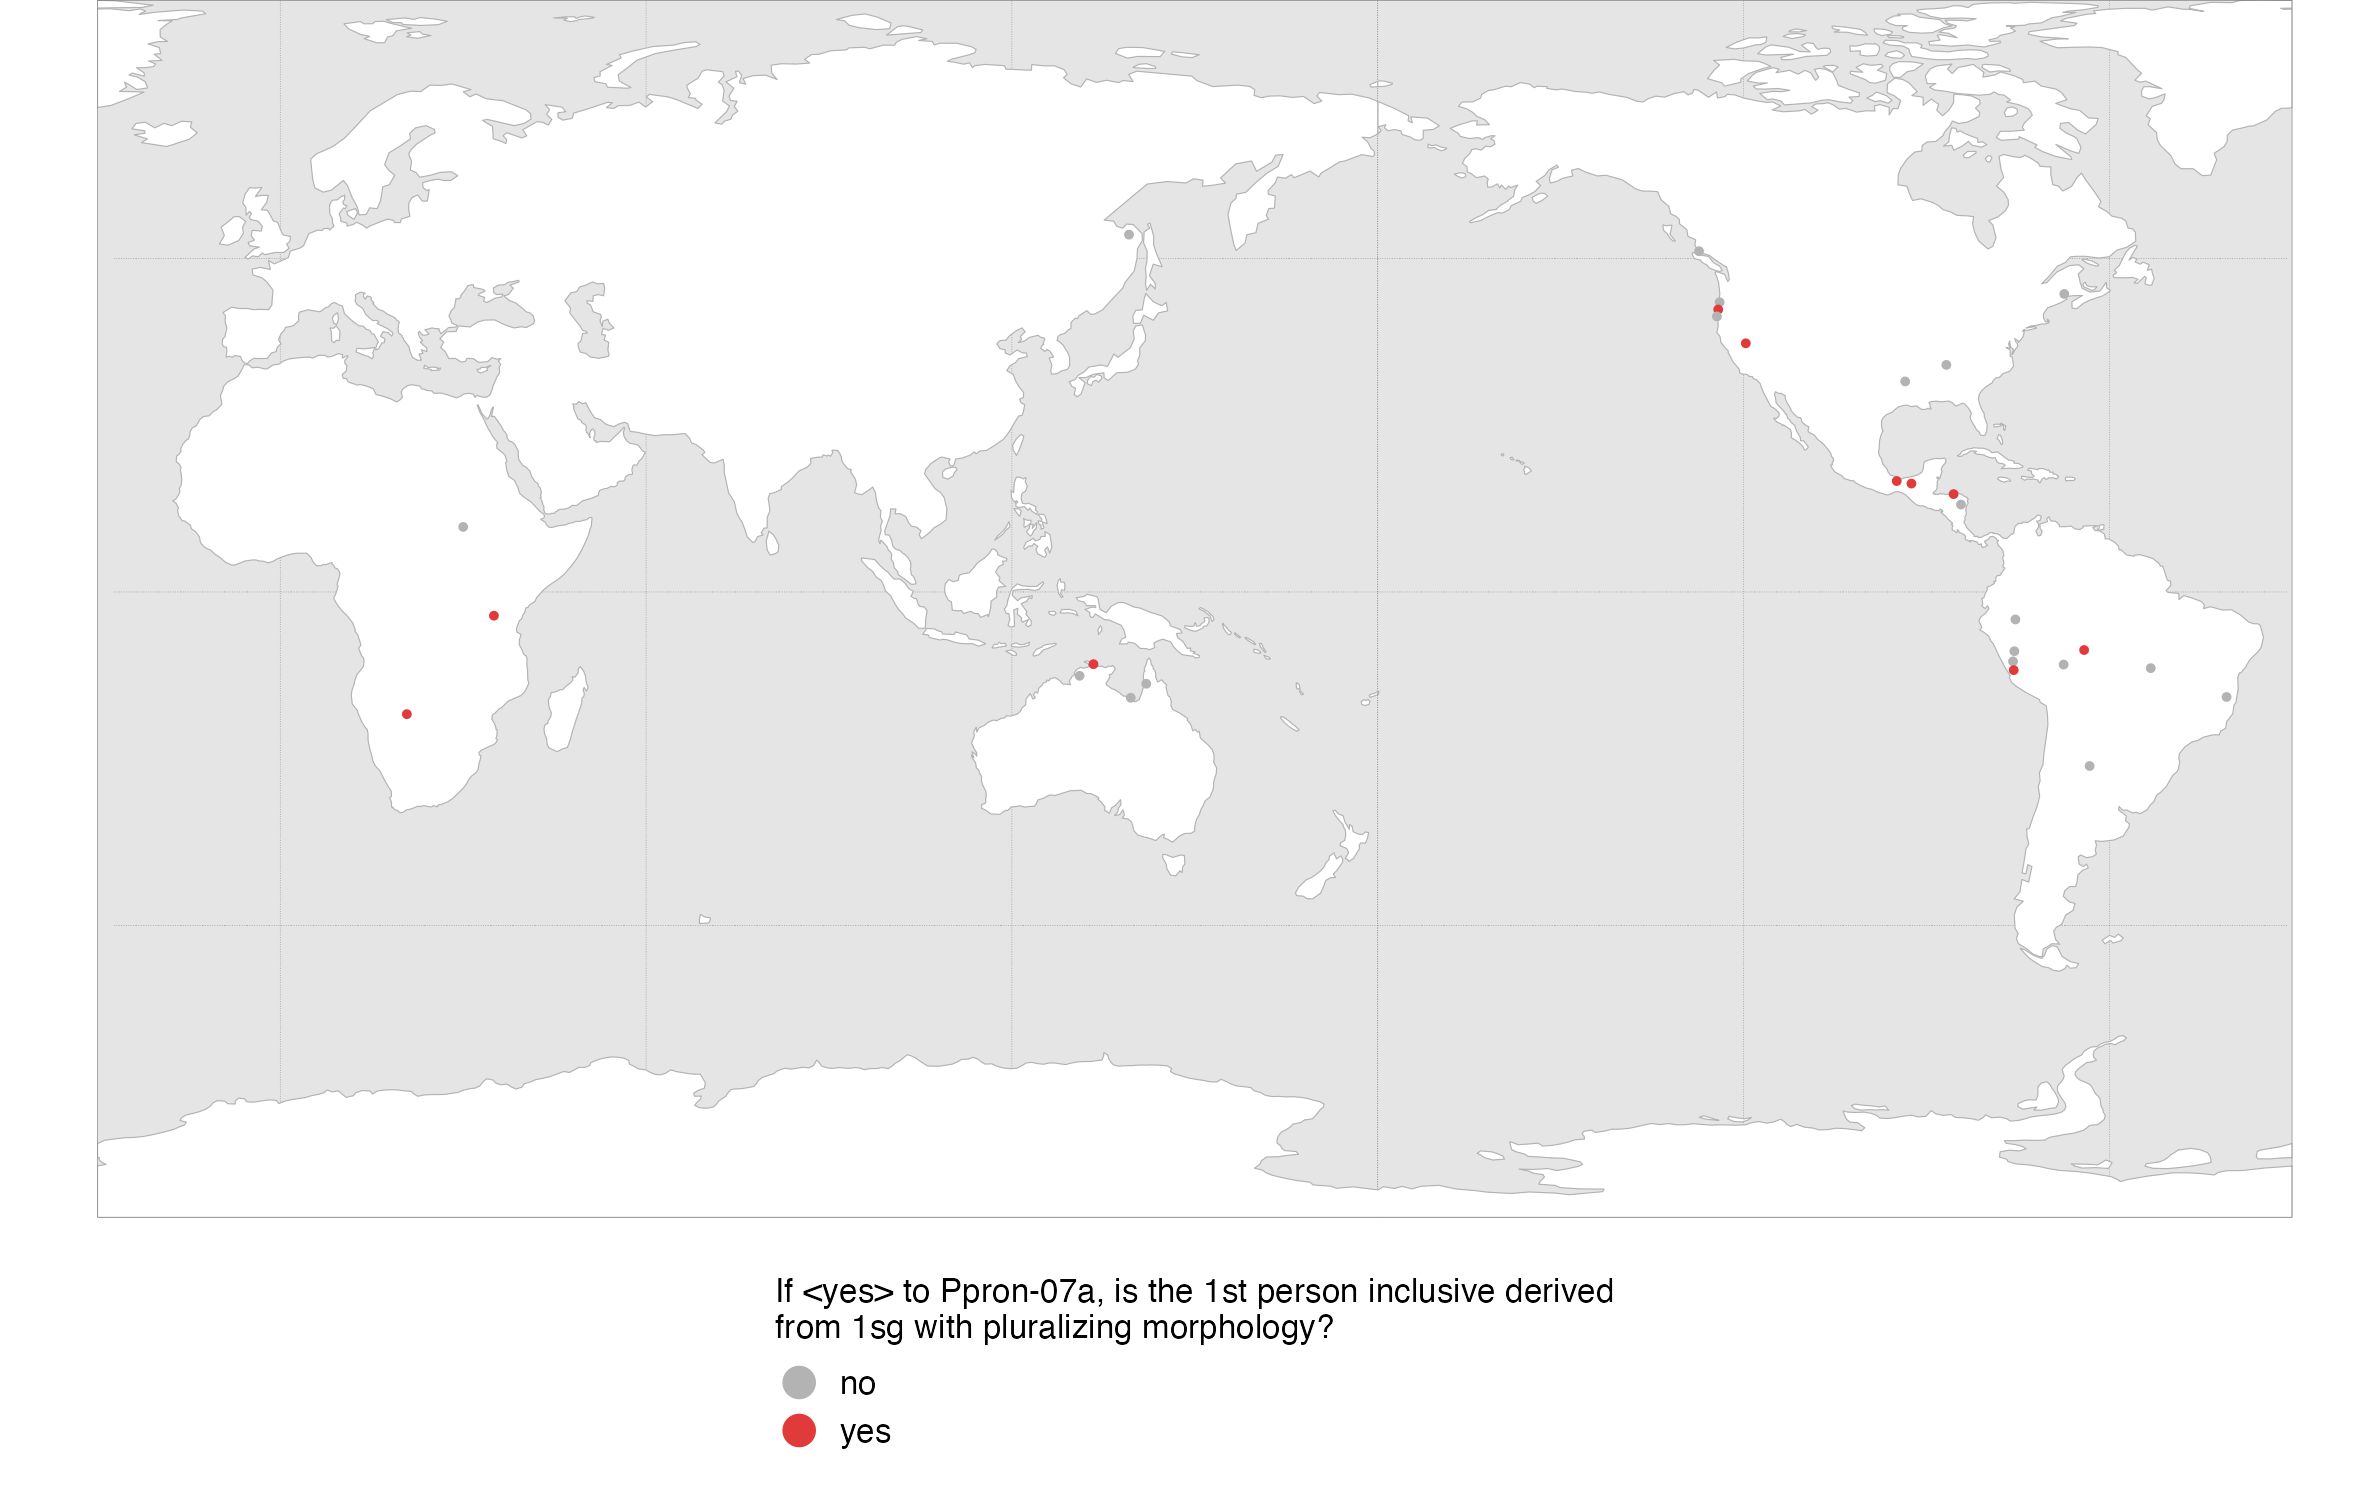 If <yes> to Ppron-07a, is the 1st person inclusive derived
from 1sg with pluralizing morphology?
no
yes